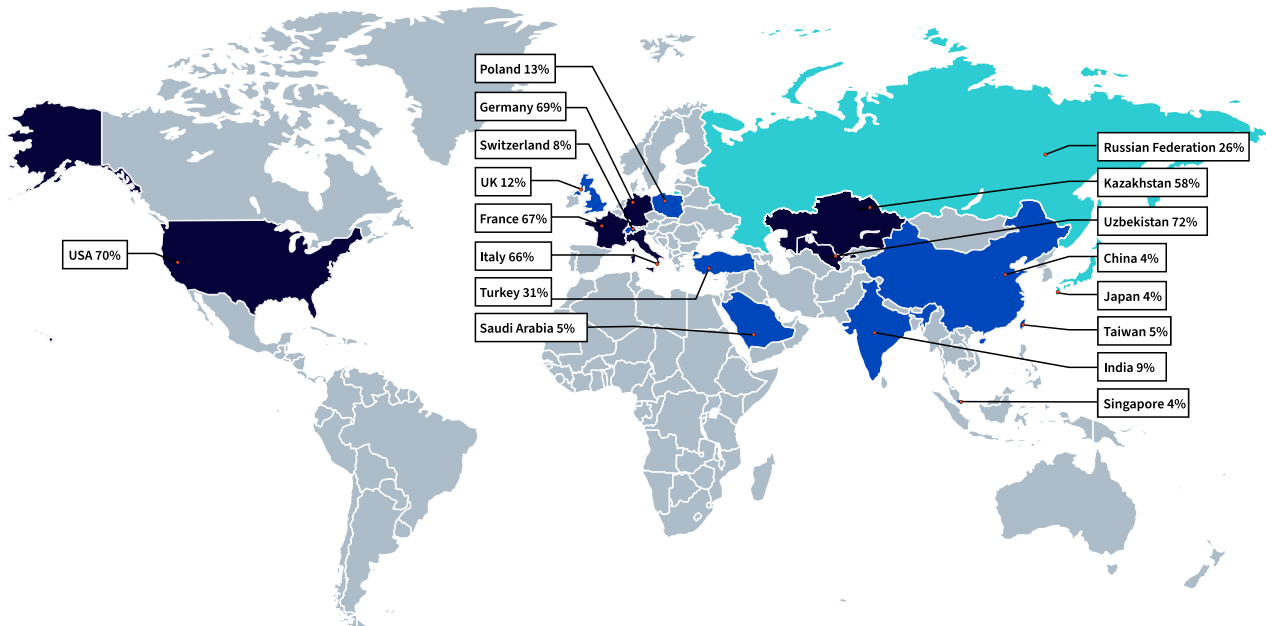 Poland 13%
Germany 69%
Switzerland 8%
UK 12%
France 67%
Italy 66%
Turkey 31%
Saudi Arabia 5%
USA 70%
Russian Federation 26%
Kazakhstan 58%
Uzbekistan 72%
China 4%
Japan 4%
Taiwan 5%
India 9%
Singapore 4%